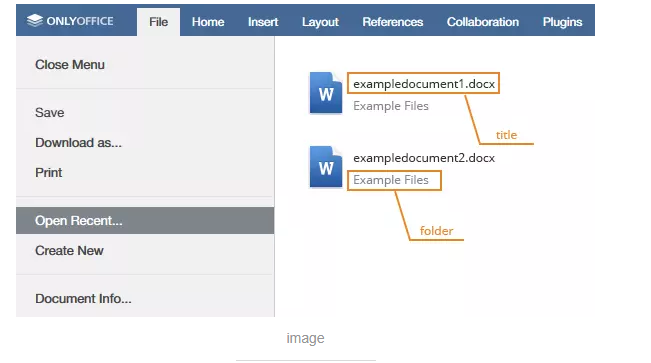 ONLYOFFICE File Home Insert Layout References Collaboration Plugins
Close Menu
Save
Download as...
Print
Open Recent...
Create New
Document Info...
W
exampledocument1.docx
Example Files
title
W
exampledocument2.docx
Example Files
folder
image